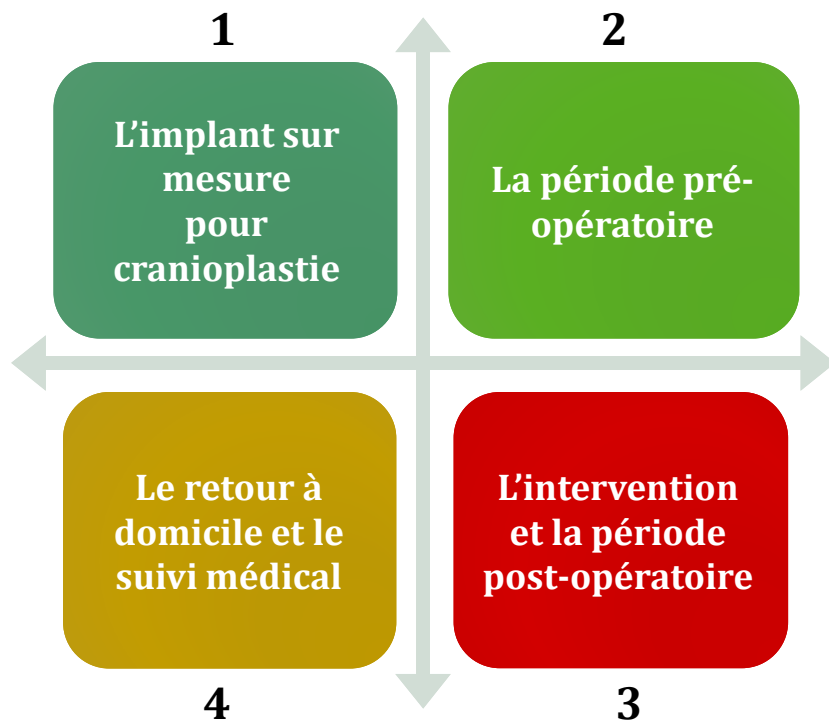 1
L’implant sur
mesure
pour
cranioplastie
2
La période pré-
opératoire
3
L’intervention
et la période
post-opératoire
4
Le retour à
domicile et le
suivi médical